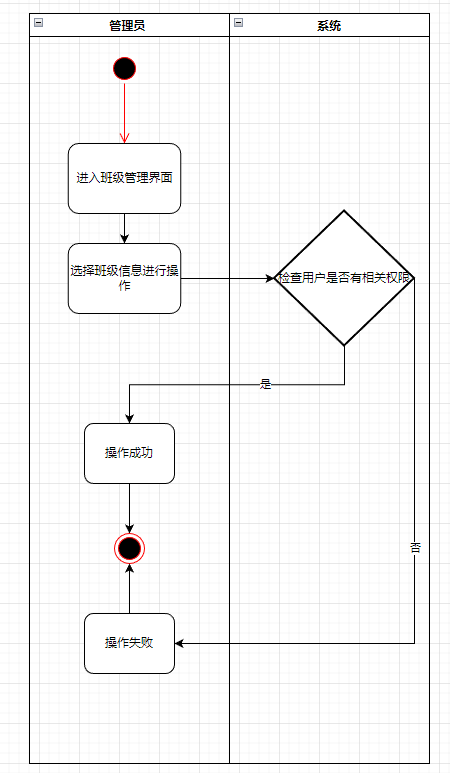 管理员
系统
进入班级管理界面
选择班级信息进行操
作
检查用户是否有相关权限
是
操作成功
否
操作失败